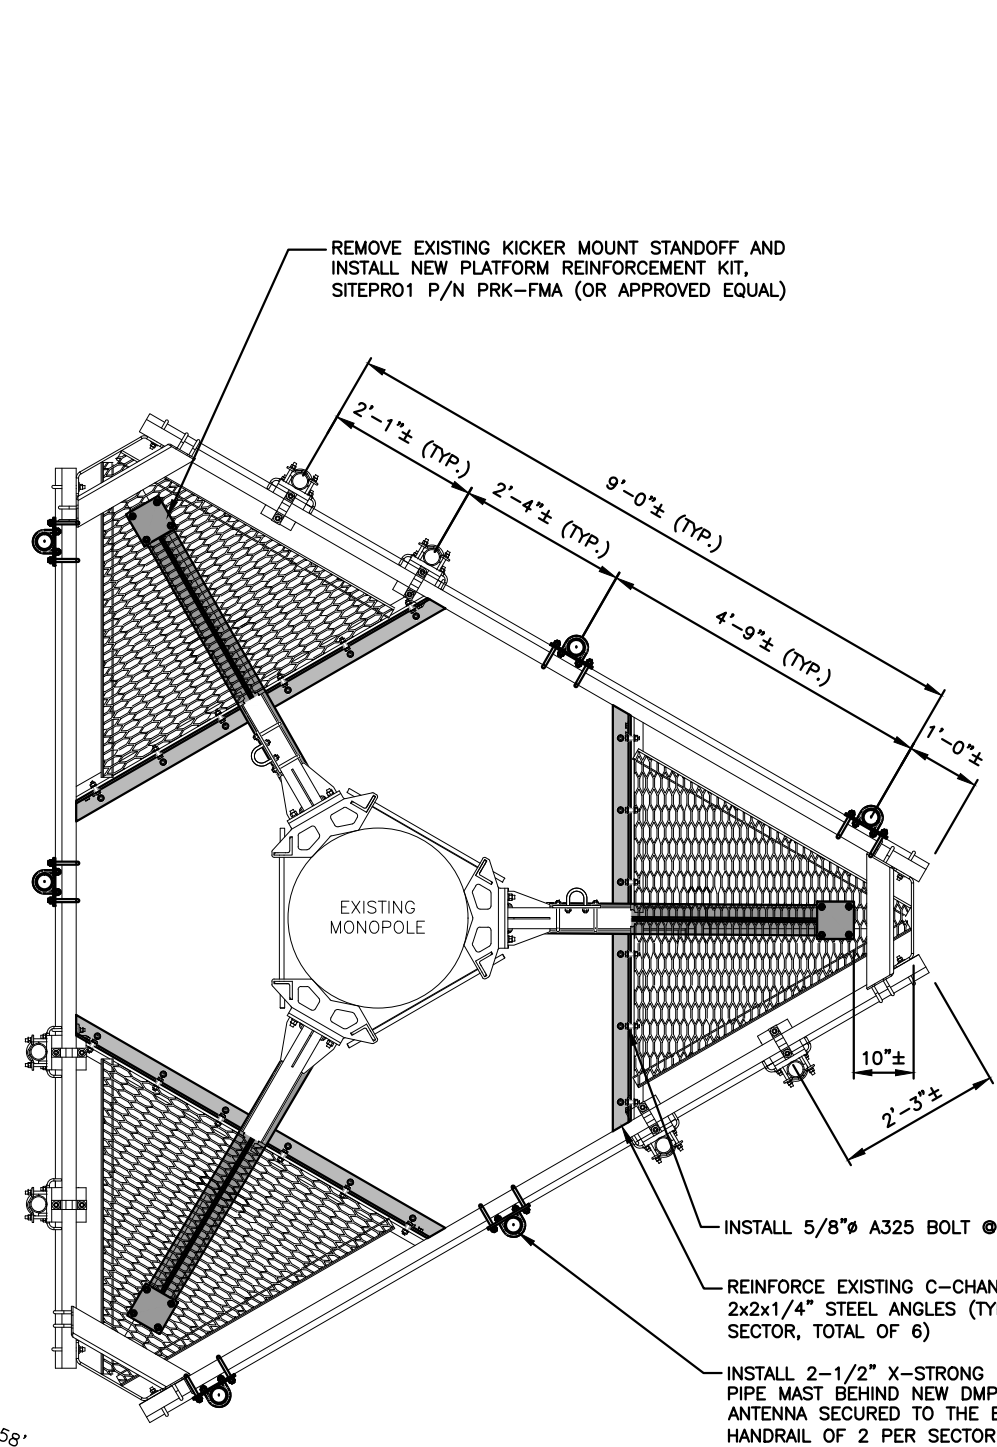 REMOVE EXISTING KICKER MOUNT STANDOFF AND
INSTALL NEW PLATFORM REINFORCEMENT KIT,
SITEPRO1 P/N PRK-FMA (OR APPROVED EQUAL)
2'-1"± (TYP.)
2'-4"± (TYP.)
9'-0"± (TYP.)
4'-9"± (TYP.)
1'-0"±
EXISTING
MONOPOLE
10"±
2'-3"±
INSTALL 5/8"ø A325 BOLT @
REINFORCE EXISTING C-CHAN
2x2x1/4" STEEL ANGLES (TY
SECTOR, TOTAL OF 6)
INSTALL 2-1/2" X-STRONG
PIPE MAST BEHIND NEW DMP
ANTENNA SECURED TO THE E
HANDRAIL OF 2 PER SECTOR
58'